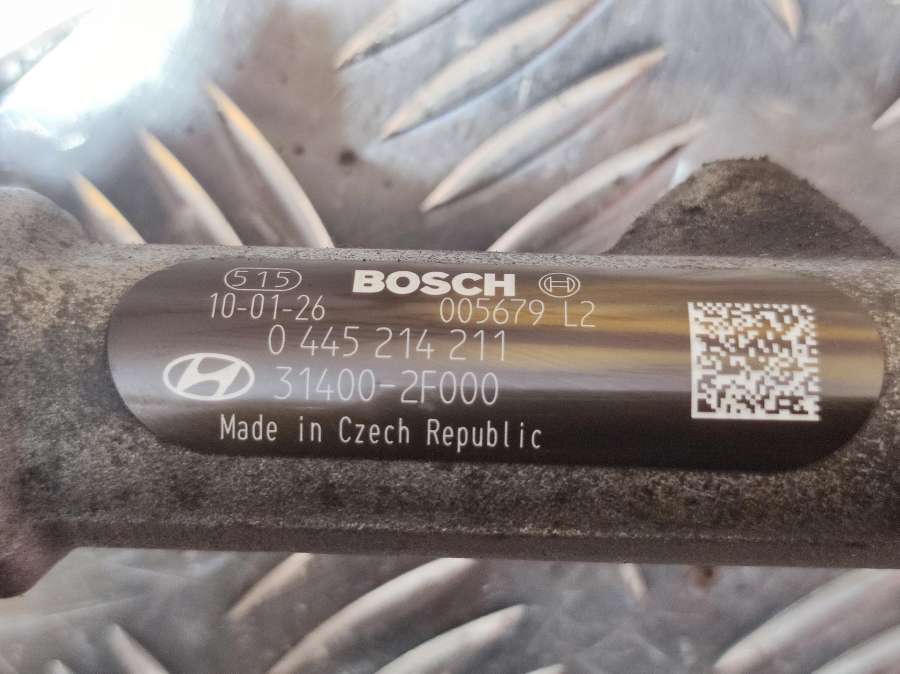 515 BOSCH
10-01-26 005679 L2
0 445 214 211
31400-2F000
Made in Czech Republic